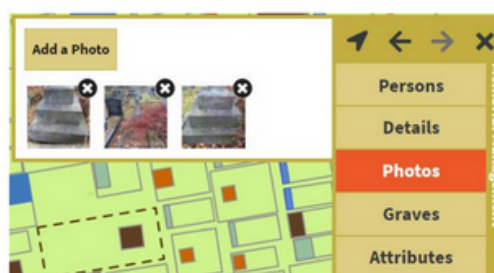 Add a Photo
Persons
Details
Photos
Graves
Attributes